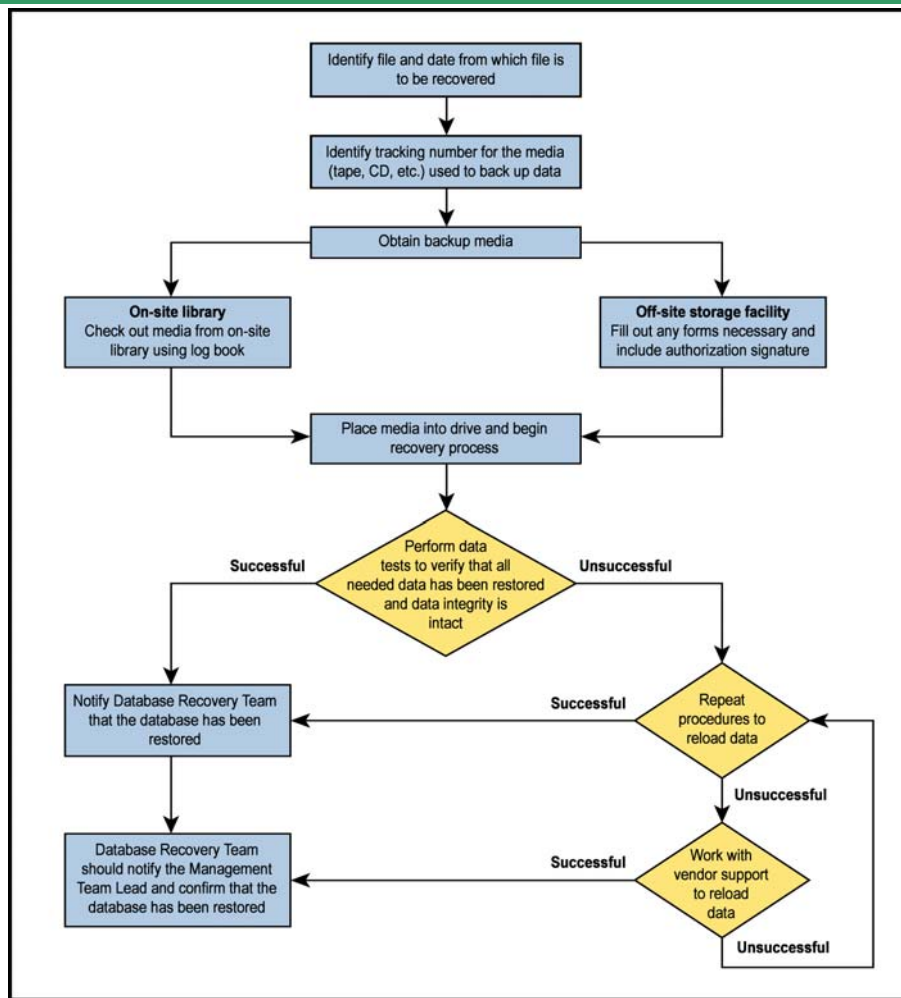 Identify file and date from which file is
to be recovered
Identify tracking number for the media
(tape, CD, etc.) used to back up data
Obtain backup media
On-site library
Check out media from on-site
library using log book
Off-site storage facility
Fill out any forms necessary and
include authorization signature
Place media into drive and begin
recovery process
Perform data
tests to verify that all
needed data has been restored
and data integrity is
intact
Successful
Unsuccessful
Notify Database Recovery Team
that the database has been
restored
Successful
Repeat
procedures to
reload data
Unsuccessful
Database Recovery Team
should notify the Management
Team Lead and confirm that the
database has been restored
Successful
Work with
vendor support
to reload
data
Unsuccessful